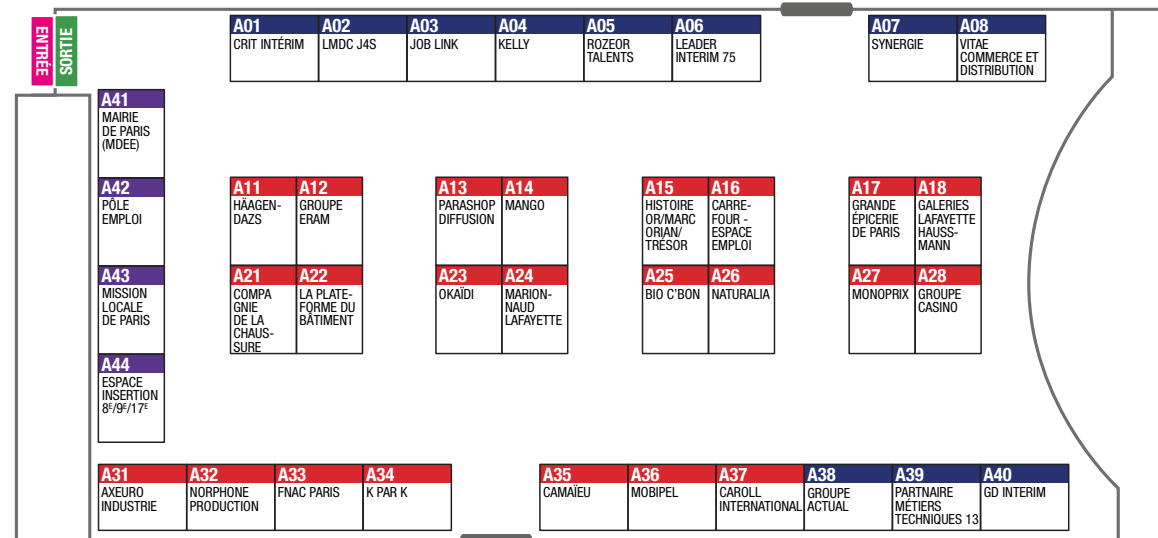 ENTRÉE
SORTIE
A01
CRIT INTÉRIM
A02
LMDC J4S
A03
JOB LINK
A04
KELLY
A05
ROZEOR
TALENTS
A06
LEADER
INTERIM 75
A07
SYNERGIE
A08
VITAE
COMMERCE ET
DISTRIBUTION
A41
MAIRIE
DE PARIS
(MDEE)
A42
PÔLE
EMPLOI
A43
MISSION
LOCALE
DE PARIS
A44
ESPACE
INSERTION
8E/9E/17E
A11
HÄAGEN-
DAZS
A12
GROUPE
ERAM
A21
COMPA
GNIE
DE LA
CHAUS-
SURE
A22
LA PLATE-
FORME DU
BÂTIMENT
A13
PARASHOP
DIFFUSION
A14
MANGO
A23
OKAÏDI
A24
MARION-
NAUD
LAFAYETTE
A15
HISTOIRE
OR/MARC
ORIAN/
TRÉSOR
A16
CARRE-
FOUR -
ESPACE
EMPLOI
A25
BIO C'BON
A26
NATURALIA
A17
GRANDE
ÉPICERIE
DE PARIS
A18
GALERIES
LAFAYETTE
HAUSS-
MANN
A27
MONOPRIX
A28
GROUPE
CASINO
A31
AXEURO
INDUSTRIE
A32
NORPHONE
PRODUCTION
A33
FNAC PARIS
A34
K PAR K
A35
CAMAÏEU
A36
MOBIPEL
A37
CAROLL
INTERNATIONAL
A38
GROUPE
ACTUAL
A39
PARTNAIRE
MÉTIERS
TECHNIQUES 13
A40
GD INTERIM